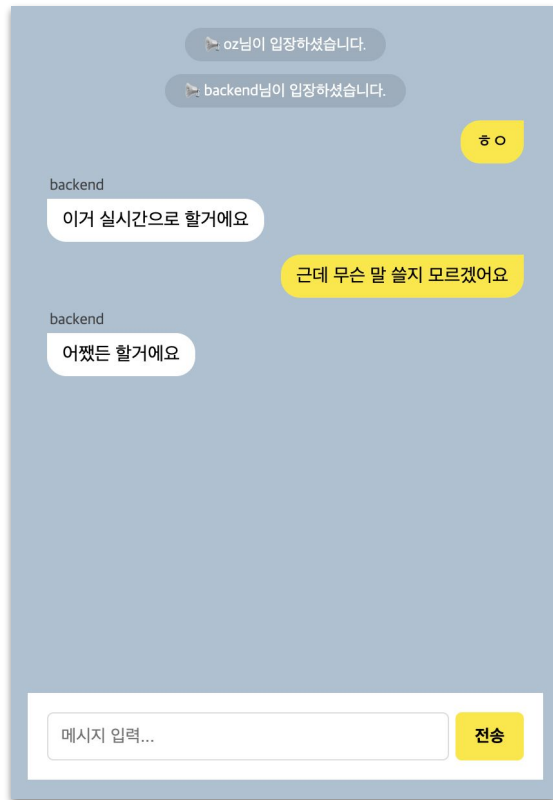 oz님이 입장하셨습니다.
backend님이 입장하셨습니다.
ㅎㅇ
backend
이거 실시간으로 할거에요
근데 무슨 말 쓸지 모르겠어요
backend
어쨌든 할거에요
메시지 입력...
전송